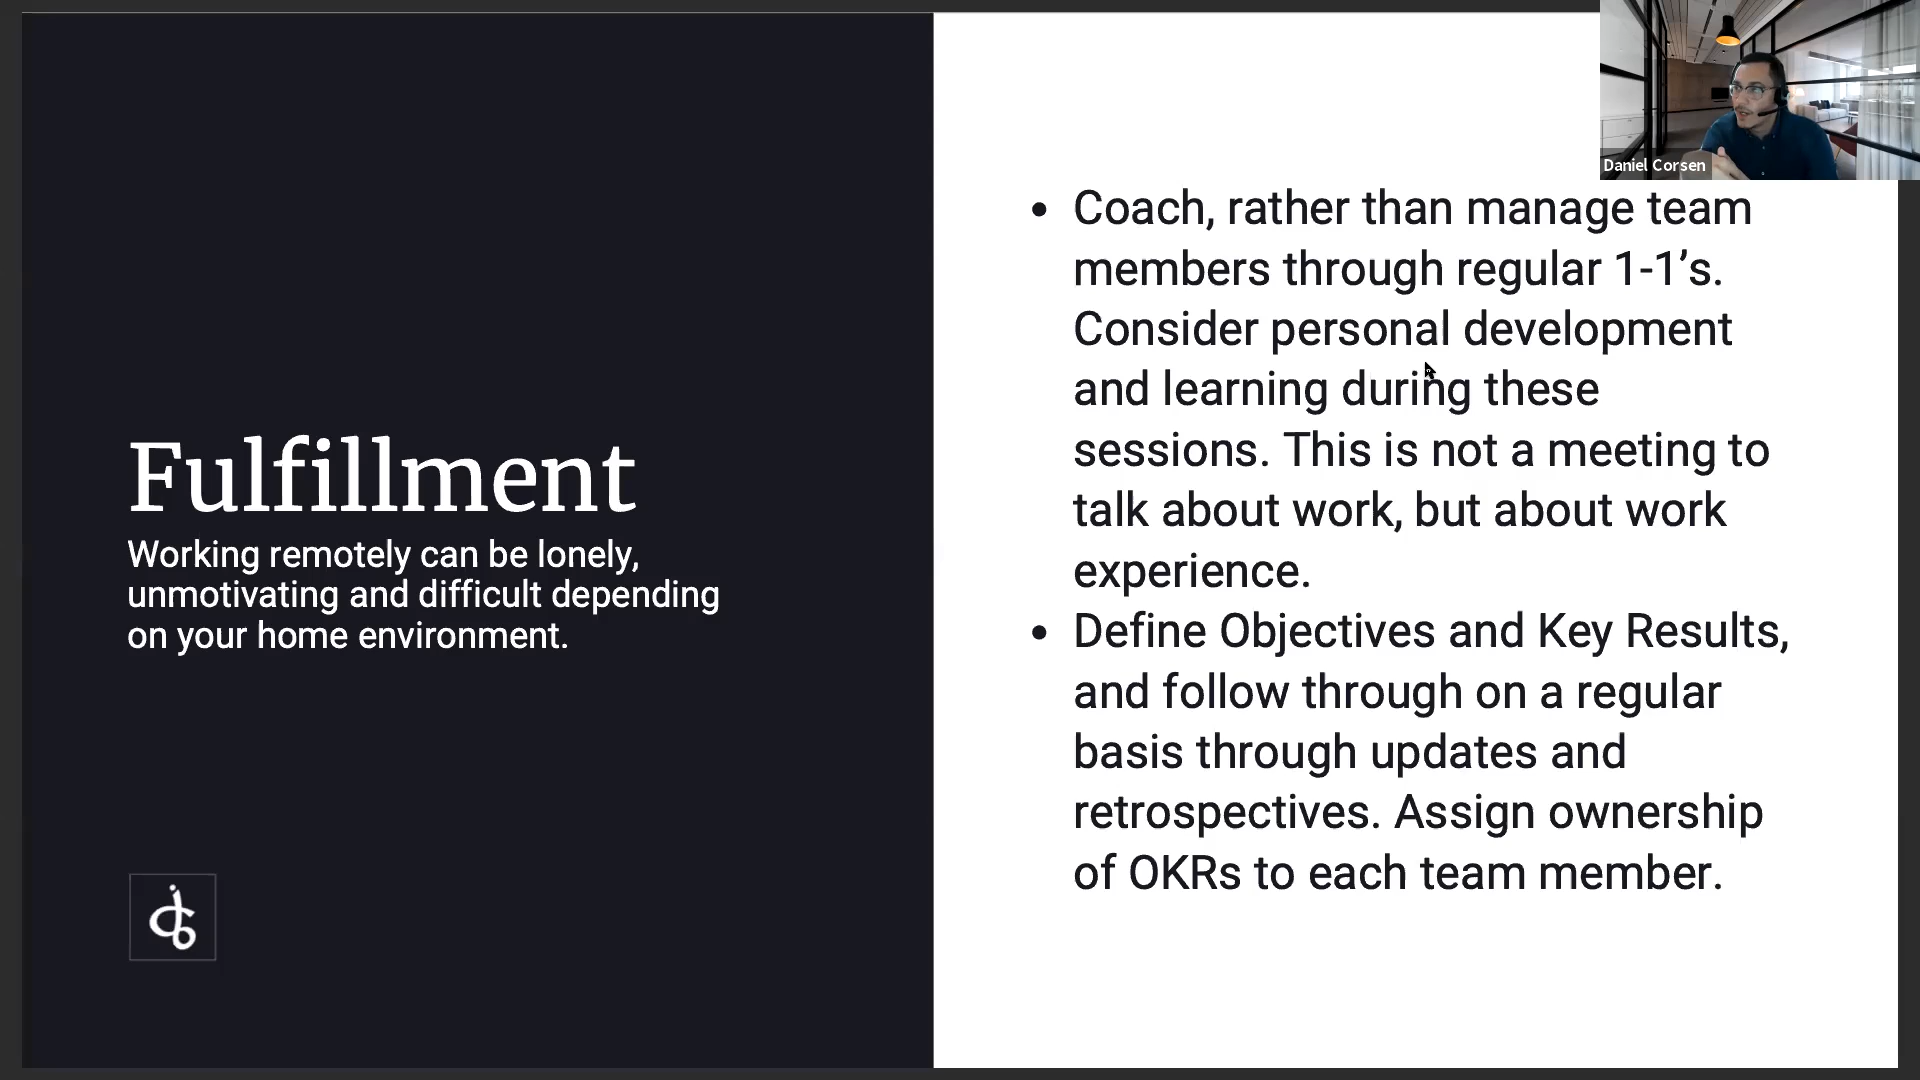 Daniel Corsen
Fulfillment
Working remotely can be lonely,
unmotivating and difficult depending
on your home environment.
• Coach, rather than manage team
members through regular 1-1’s.
Consider personal development
and learning during these
sessions. This is not a meeting to
talk about work, but about work
experience.
• Define Objectives and Key Results,
and follow through on a regular
basis through updates and
retrospectives. Assign ownership
of OKRs to each team member.